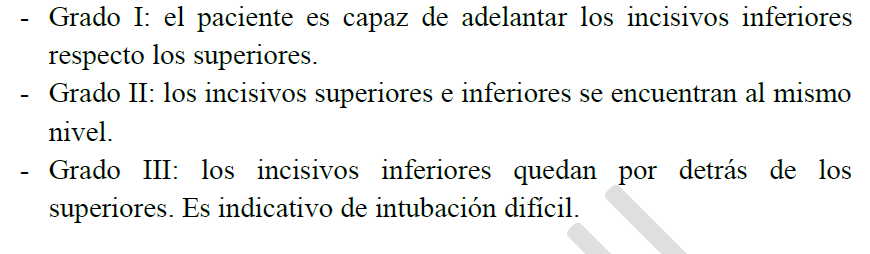 - Grado I: el paciente es capaz de adelantar los incisivos inferiores
respecto los superiores.
- Grado II: los incisivos superiores e inferiores se encuentran al mismo
nivel.
- Grado III: los incisivos inferiores quedan por detrás de los
superiores. Es indicativo de intubación difícil.